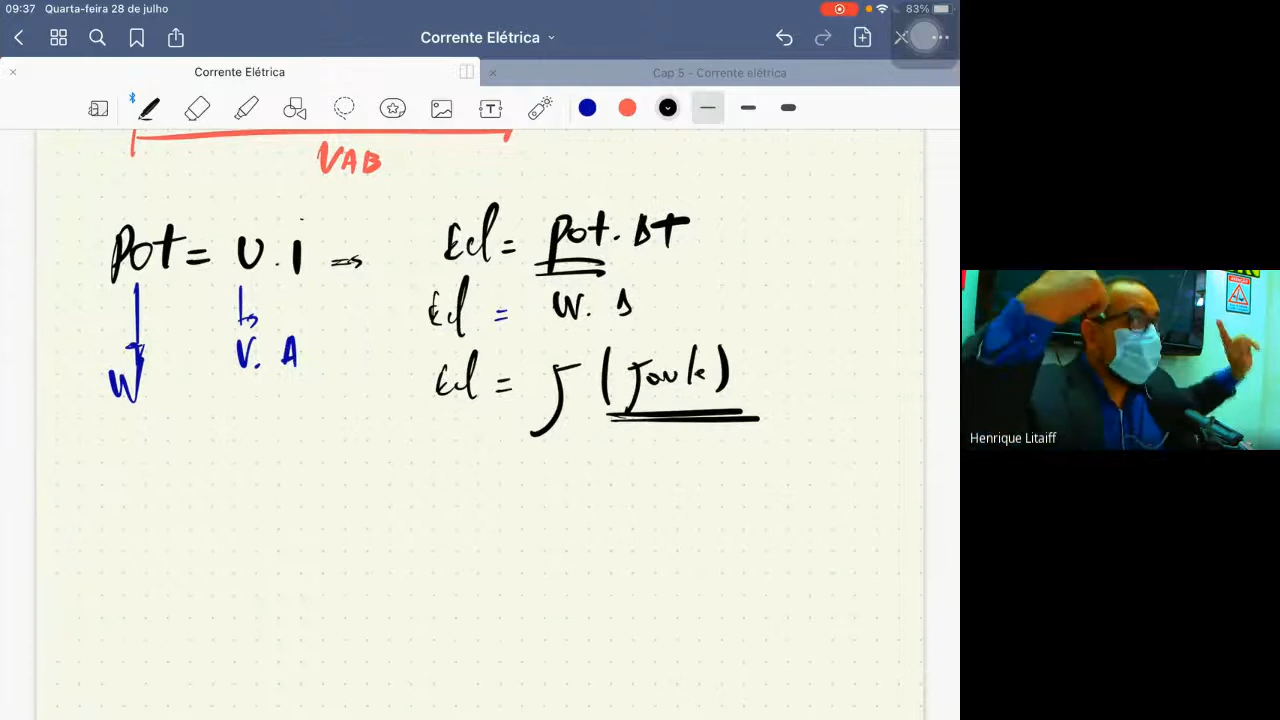 09:37 Quarta-feira 28 de julho 83%
Corrente Elétrica
Corrente Elétrica
Cap 5 - Corrente elétrica
VAB
Pot = U . i ⇒
W
V. A
Eel = Pot. ΔT
Eel = W. s
Eel = J (Joule)
Henrique Litaiff